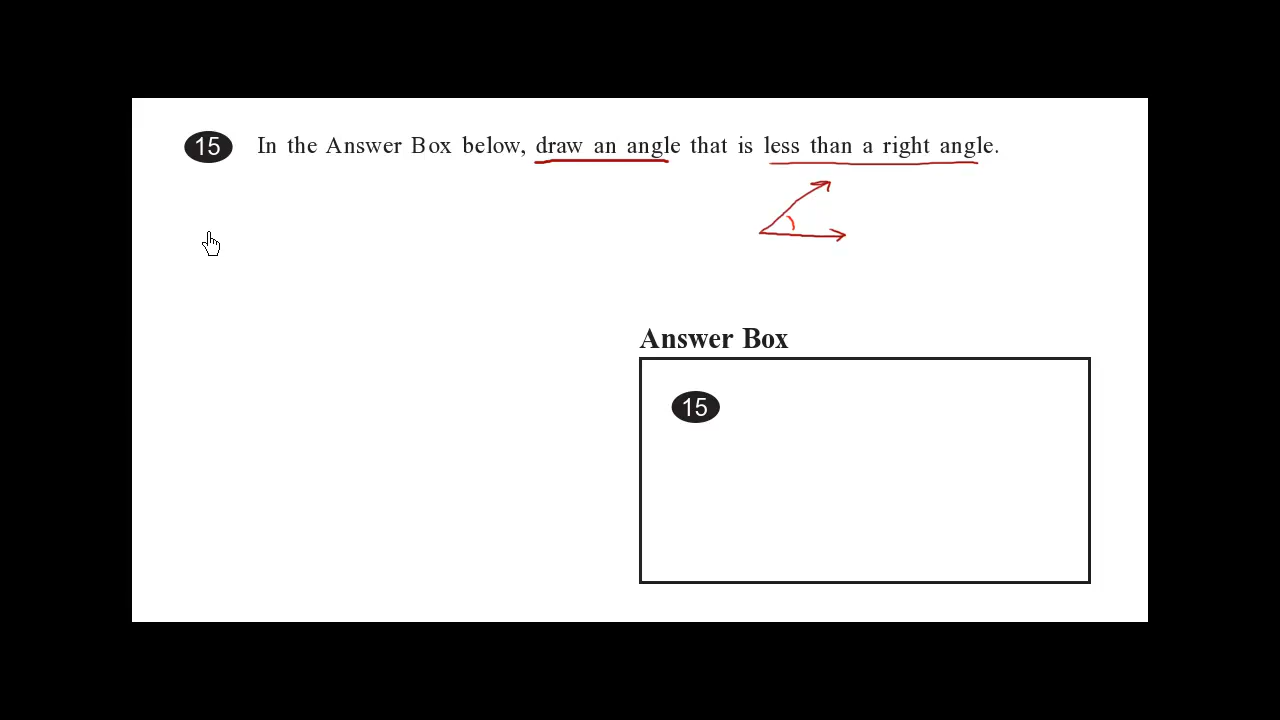 15 In the Answer Box below, draw an angle that is less than a right angle.
Answer Box
15